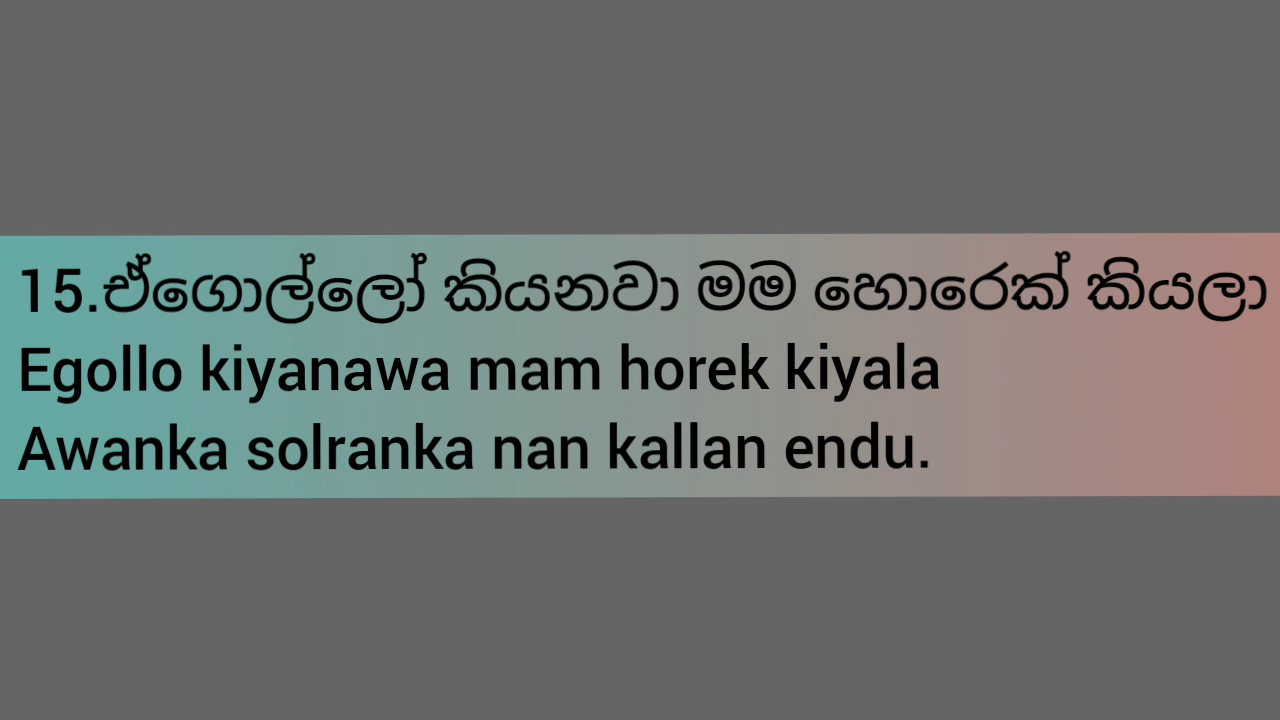 15.ඒගොල්ලෝ කියනවා මම හොරෙක් කියලා
Egollo kiyanawa mam horek kiyala
Awanka solranka nan kallan endu.